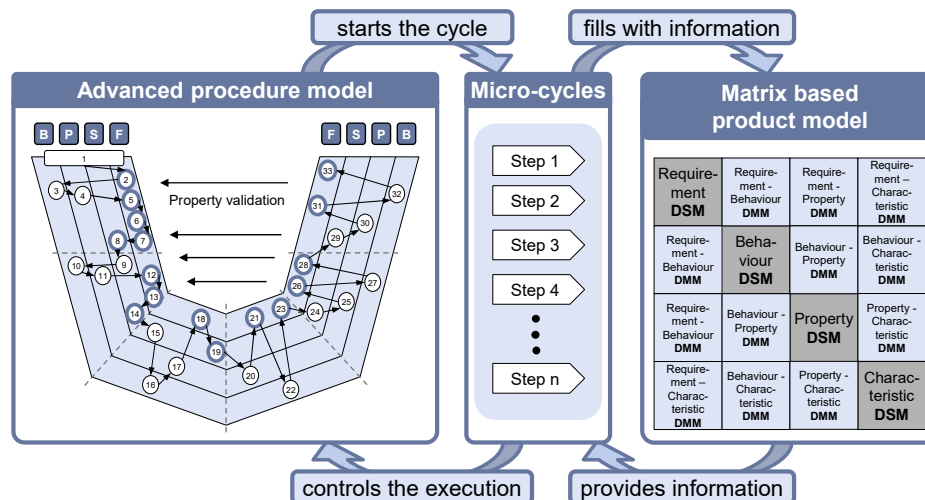 starts the cycle
fills with information
Advanced procedure model
B P S F
F S P B
1
2
3
4
5
6
7
8
9
10
11
12
13
14
15
16
17
18
19
20
21
22
23
24
25
26
27
28
29
30
31
32
33
Property validation
Micro-cycles
Step 1
Step 2
Step 3
Step 4
Step n
Matrix based
product model
Require-
ment
DSM
Require-
ment -
Behaviour
DMM
Require-
ment -
Property
DMM
Require-
ment –
Charac-
teristic
DMM
Require-
ment -
Behaviour
DMM
Beha-
viour
DSM
Behaviour -
Property
DMM
Behaviour -
Charac-
teristic
DMM
Require-
ment -
Behaviour
DMM
Behaviour -
Property
DMM
Property
DSM
Property -
Charac-
teristic
DMM
Require-
ment –
Charac-
teristic
DMM
Behaviour -
Charac-
teristic
DMM
Property -
Charac-
teristic
DMM
Charac-
teristic
DSM
controls the execution
provides information